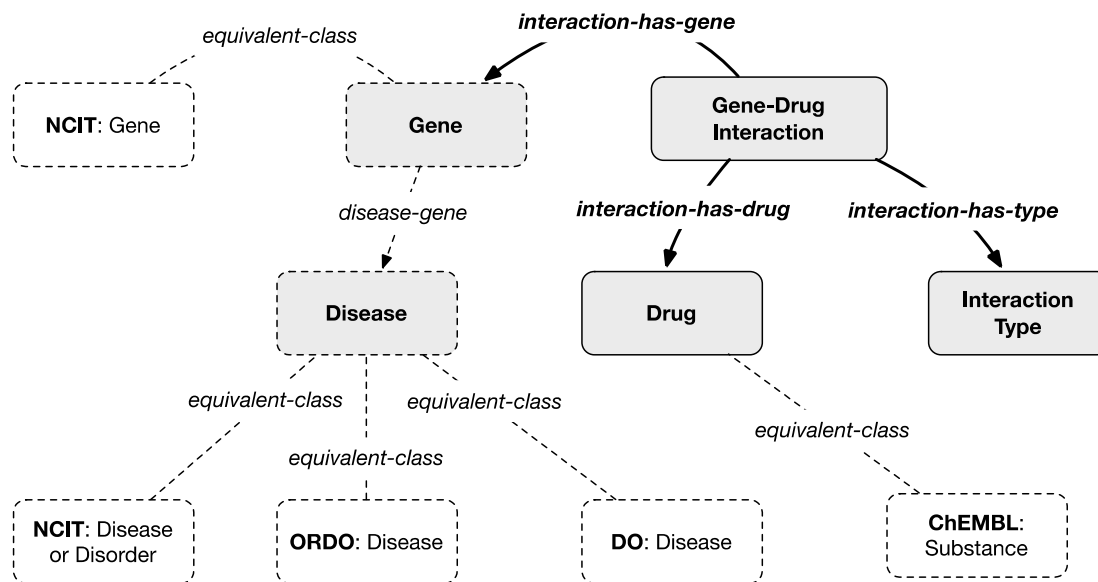 interaction-has-gene
equivalent-class
NCIT: Gene
Gene
Gene-Drug
Interaction
disease-gene
interaction-has-drug
interaction-has-type
Disease
Drug
Interaction
Type
equivalent-class
equivalent-class
equivalent-class
equivalent-class
NCIT: Disease
or Disorder
ORDO: Disease
DO: Disease
ChEMBL:
Substance